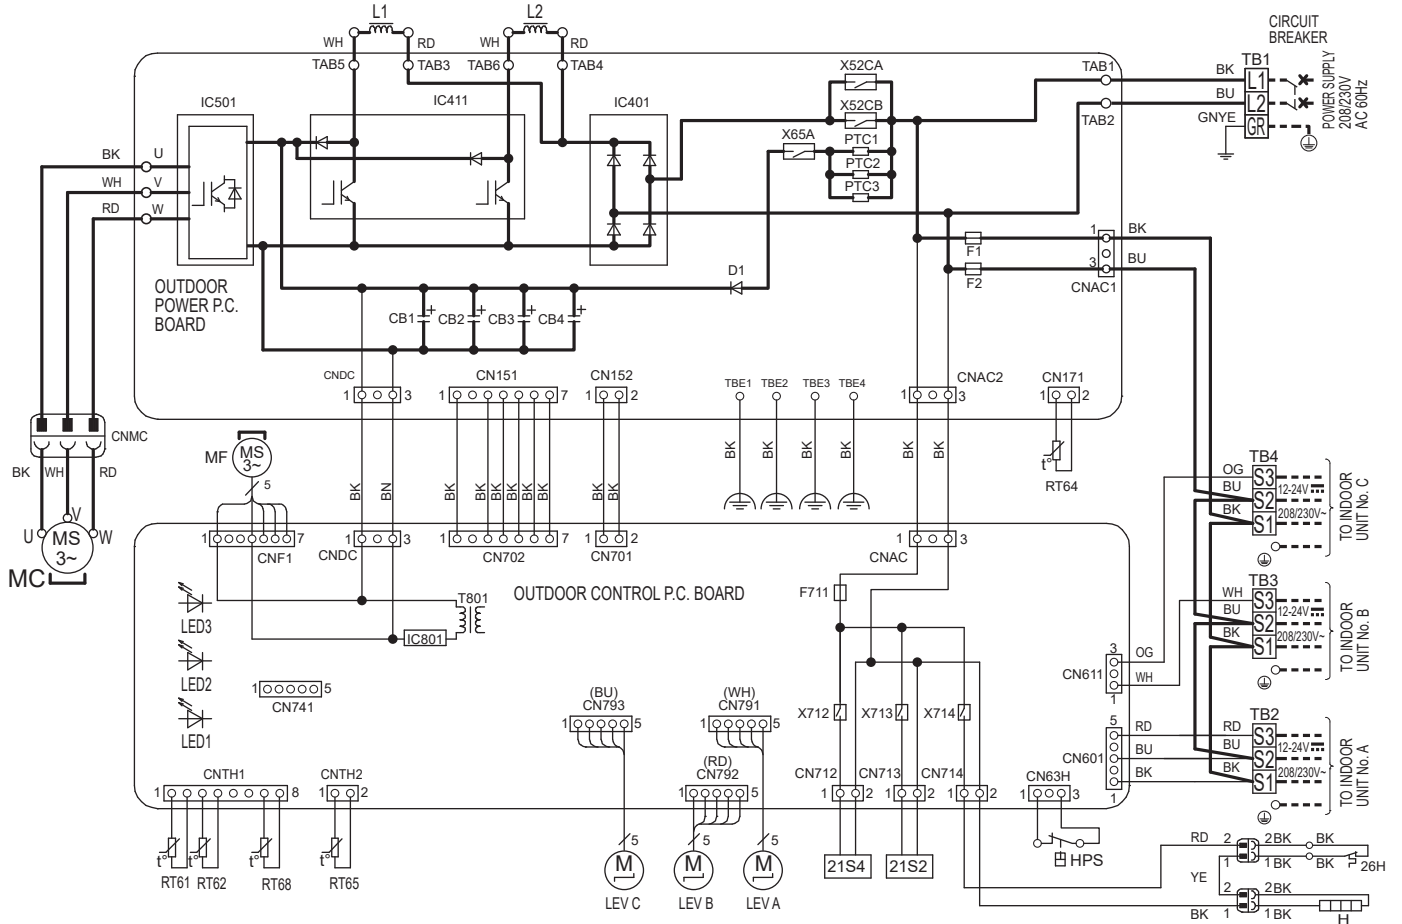 L1
L2
CIRCUIT
BREAKER
WH
RD
WH
RD
TAB5
TAB3
TAB6
TAB4
X52CA
TAB1
BK
TB1
L1
BU
L2
GNYE
GR
POWER SUPPLY
208/230V
AC 60Hz
TAB2
IC501
IC411
IC401
X52CB
X65A
PTC1
PTC2
PTC3
BK
U
WH
V
RD
W
1
BK
F1
3
BU
F2
CNAC1
OUTDOOR
POWER P.C.
BOARD
D1
CB1
+
CB2
+
CB3
+
CB4
+
CNDC
1
3
CN151
1
7
CN152
1
2
TBE1
TBE2
TBE3
TBE4
CNAC2
1
3
CN171
1
2
CNMC
BK
WH
RD
MF
MS
3~
5
BK
BN
BK
BK
BK
BK
BK
BK
BK
BK
BK
BK
BK
BK
BK
BK
t°
RT64
U
V
W
MS
3~
MC
1
7
CNF1
CNDC
1
3
1
7
CN702
1
2
CN701
CNAC
1
3
TB4
OG
S3
12-24V
BU
S2
BK
208/230V~
S1
TO INDOOR
UNIT No. C
OUTDOOR CONTROL P.C. BOARD
F711
T801
IC801
LED3
LED2
LED1
1
5
CN741
TB3
WH
S3
12-24V
BU
S2
BK
208/230V~
S1
TO INDOOR
UNIT No. B
3
OG
CN611
WH
1
(BU)
CN793
1
5
(WH)
CN791
1
5
X712
X713
X714
5
RD
CN601
BU
BK
1
TB2
RD
S3
12-24V
BU
S2
BK
208/230V~
S1
TO INDOOR
UNIT No. A
(RD)
CN792
1
5
CNTH1
1
8
CNTH2
1
2
CN712
1
2
CN713
1
2
CN714
1
2
CN63H
1
3
t°
RT61
t°
RT62
t°
RT68
t°
RT65
5
M
LEV C
5
M
LEV B
5
M
LEV A
21S4
21S2
HPS
RD
2
2BK
BK
1
1BK
BK
26H
YE
2
2BK
BK
1
1BK
H